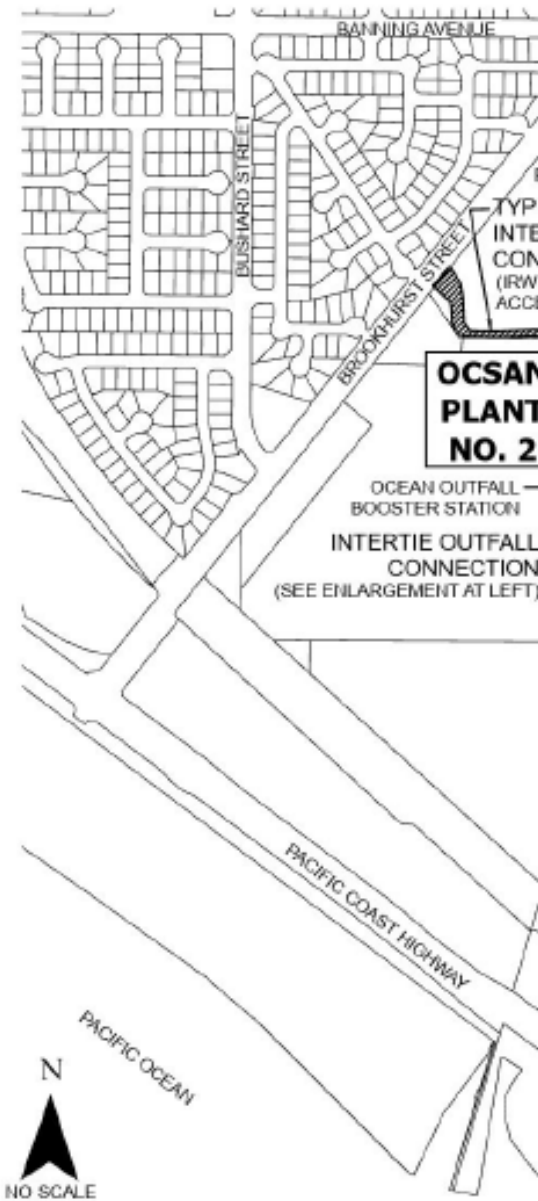 BANNING AVENUE
BUSHARD STREET
BROOKHURST STREET
TYP
INTE
CON
(IRW
ACCE
OCSAN
PLANT
NO. 2
OCEAN OUTFALL
BOOSTER STATION
INTERTIE OUTFALL
CONNECTION
(SEE ENLARGEMENT AT LEFT)
PACIFIC COAST HIGHWAY
PACIFIC OCEAN
N
NO SCALE